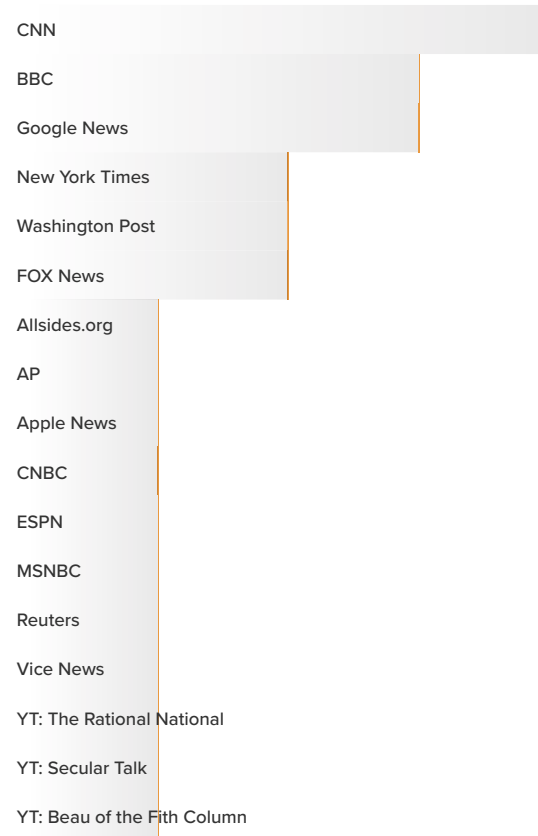 CNN
BBC
Google News
New York Times
Washington Post
FOX News
Allsides.org
AP
Apple News
CNBC
ESPN
MSNBC
Reuters
Vice News
YT: The Rational National
YT: Secular Talk
YT: Beau of the Fith Column